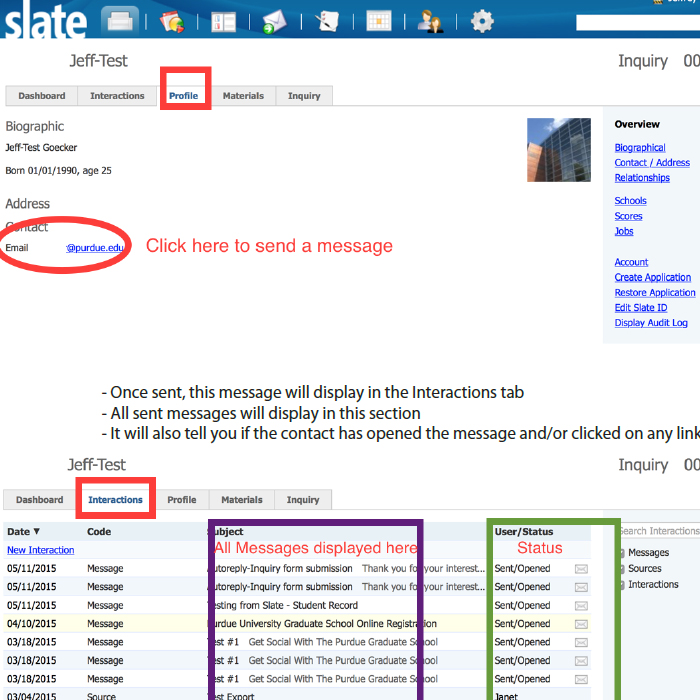 slate
Jeff-Test
Inquiry 00
Dashboard Interactions Profile Materials Inquiry
Biographic
Jeff-Test Goecker
Born 01/01/1990, age 25
Address
Contact
Email @purdue.edu
Click here to send a message
Overview
Biographical
Contact / Address
Relationships
Schools
Scores
Jobs
Account
Create Application
Restore Application
Edit Slate ID
Display Audit Log
- Once sent, this message will display in the Interactions tab
- All sent messages will display in this section
- It will also tell you if the contact has opened the message and/or clicked on any link
Jeff-Test
Inquiry 00
Dashboard Interactions Profile Materials Inquiry
Date ▼ Code Subject User/Status
Search Interactions
New Interaction
All Messages displayed here
Status
Messages
Sources
Interactions
05/11/2015 Message Autoreply-Inquiry form submission Thank you for your interest... Sent/Opened
05/11/2015 Message Autoreply-Inquiry form submission Thank you for your interest... Sent/Opened
05/11/2015 Message Testing from Slate - Student Record Sent/Opened
04/10/2015 Message Purdue University Graduate School Online Registration Sent/Opened
03/18/2015 Message Test #1 Get Social With The Purdue Graduate School Sent/Opened
03/18/2015 Message Test #1 Get Social With The Purdue Graduate School Sent/Opened
03/18/2015 Message Test #1 Get Social With The Purdue Graduate School Sent/Opened
03/04/2015 Source Test Export Janet